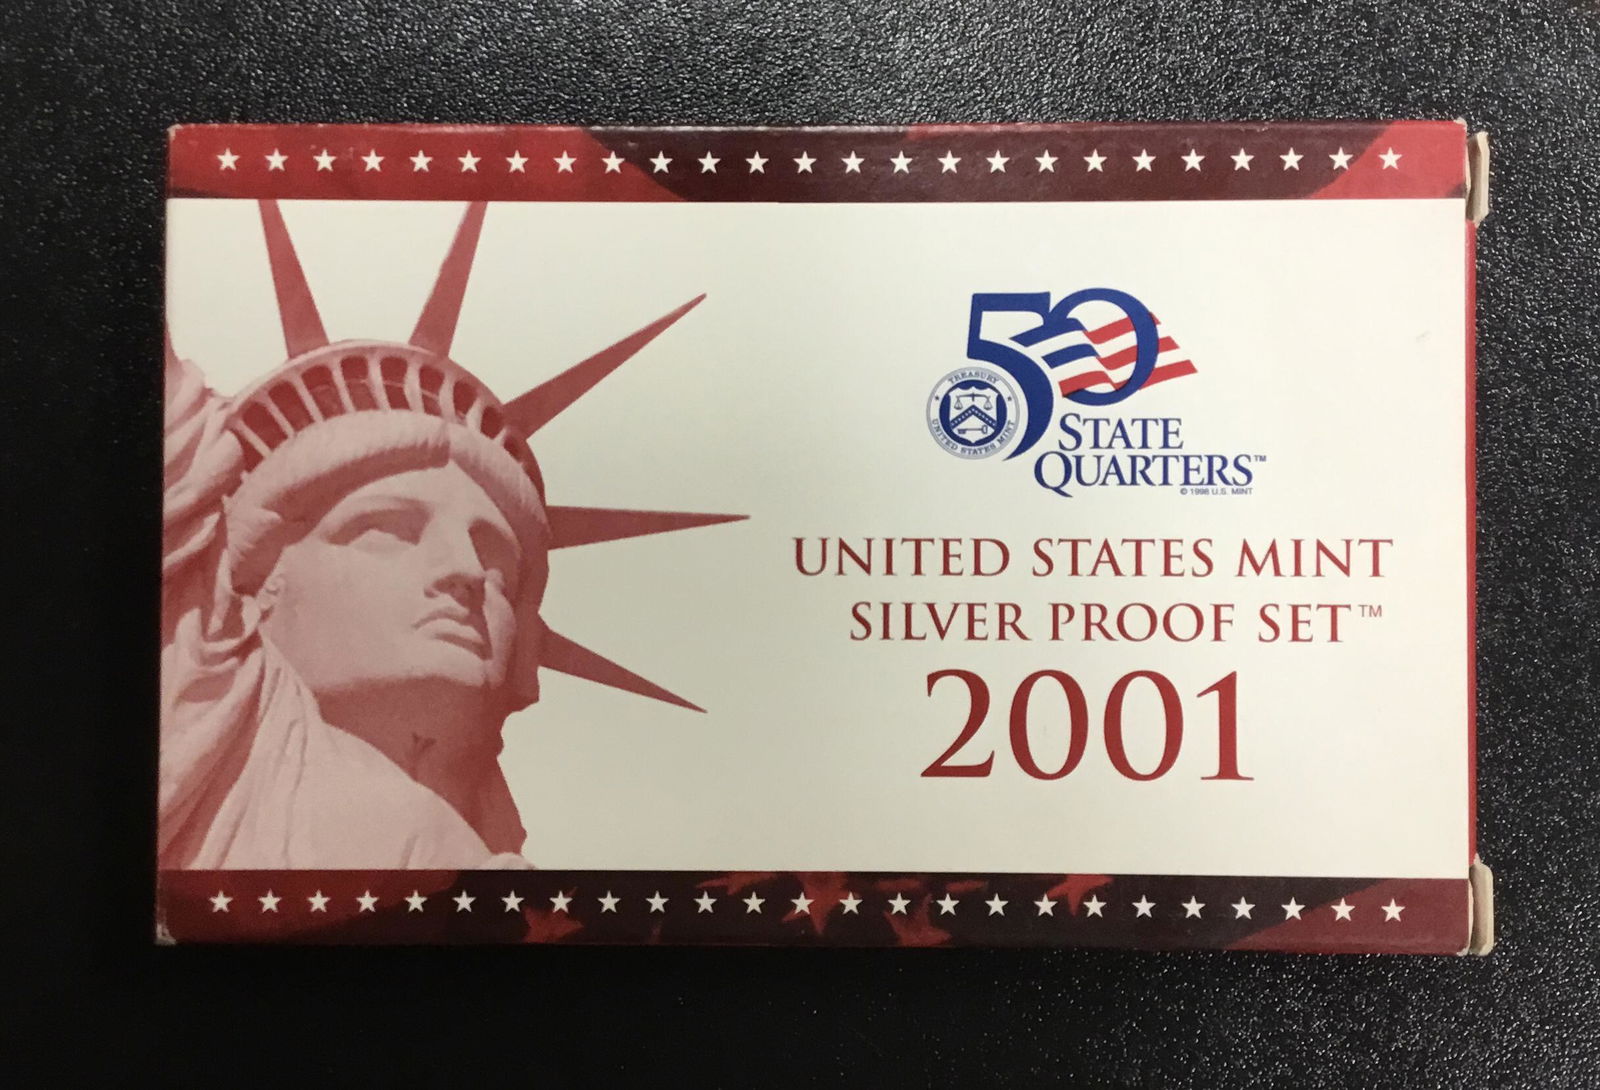 50
TREASURY
UNITED STATES MINT
STATE
QUARTERS™
© 1998 U.S. MINT
UNITED STATES MINT
SILVER PROOF SET™
2001